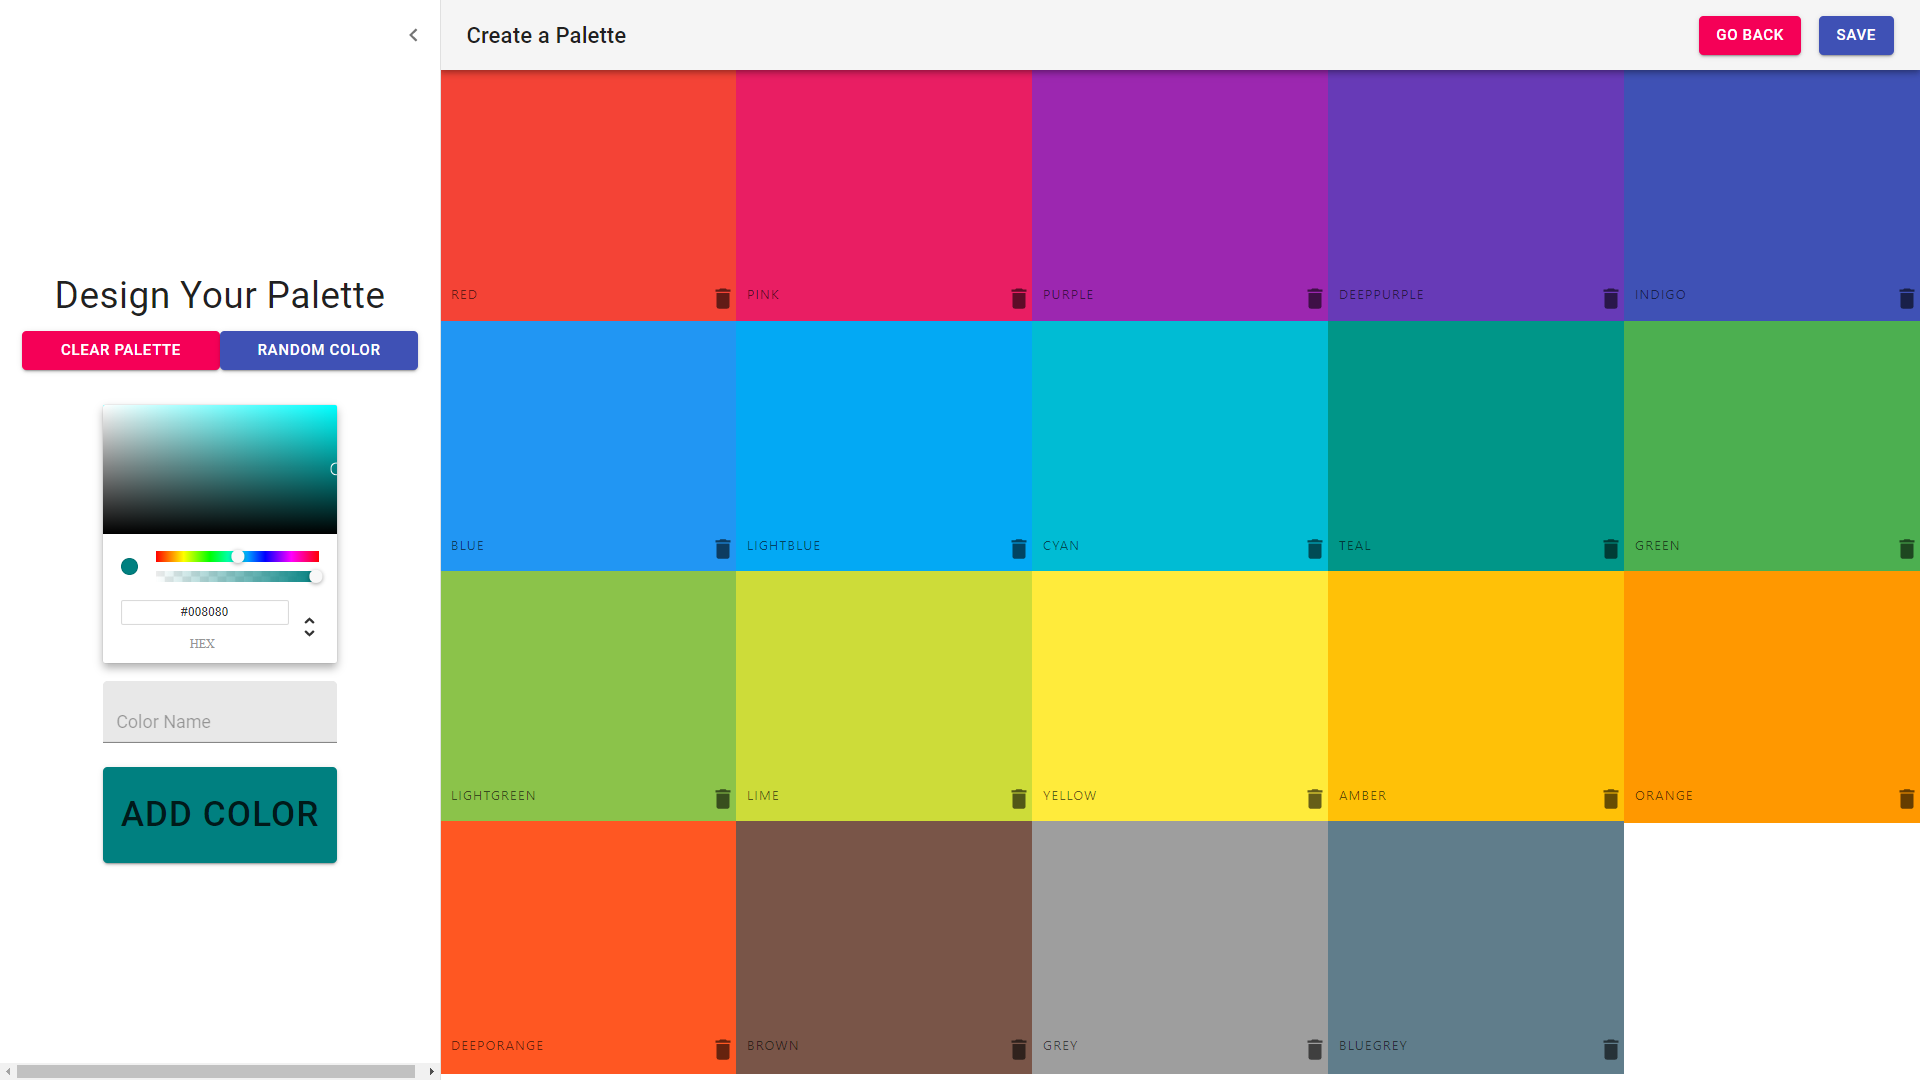 Create a Palette
GO BACK
SAVE
Design Your Palette
CLEAR PALETTE
RANDOM COLOR
#008080
HEX
Color Name
ADD COLOR
RED
PINK
PURPLE
DEEPPURPLE
INDIGO
BLUE
LIGHTBLUE
CYAN
TEAL
GREEN
LIGHTGREEN
LIME
YELLOW
AMBER
ORANGE
DEEPORANGE
BROWN
GREY
BLUEGREY